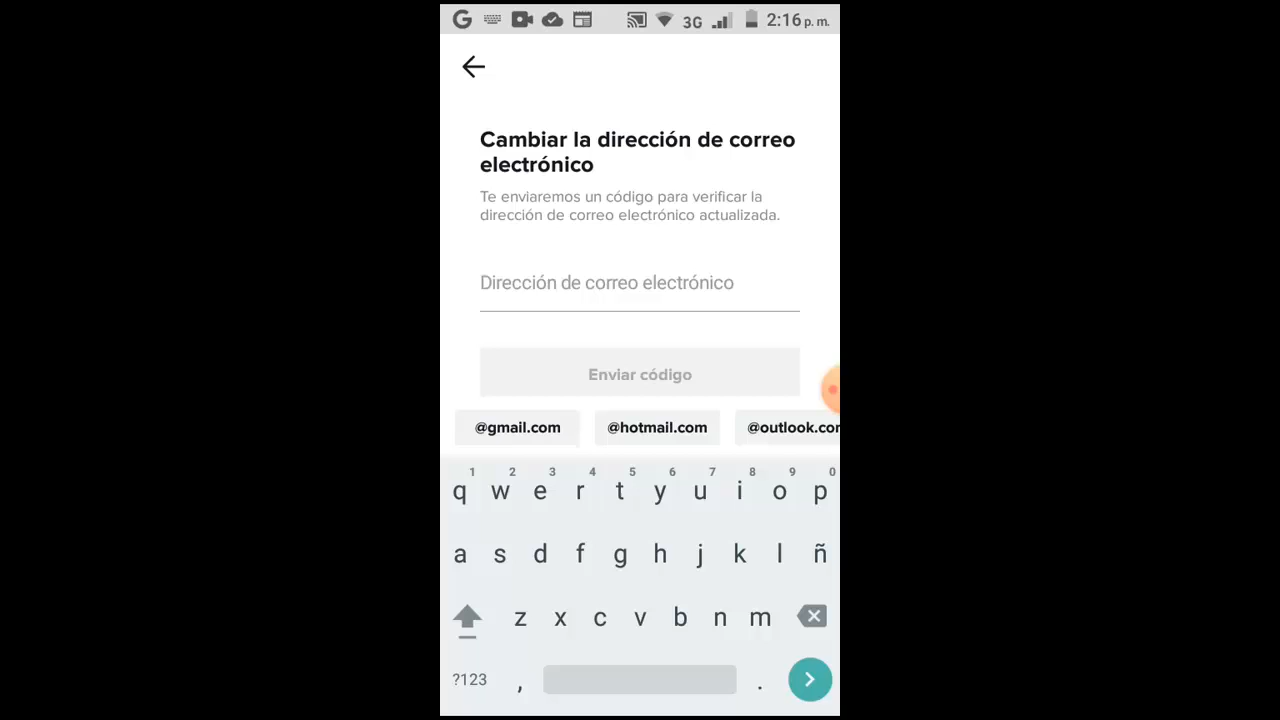 G 3G 2:16 p. m.
Cambiar la dirección de correo
electrónico
Te enviaremos un código para verificar la
dirección de correo electrónico actualizada.
Dirección de correo electrónico
Enviar código
@gmail.com @hotmail.com @outlook.com
1 2 3 4 5 6 7 8 9 0
q w e r t y u i o p
a s d f g h j k l ñ
z x c v b n m
?123 , .